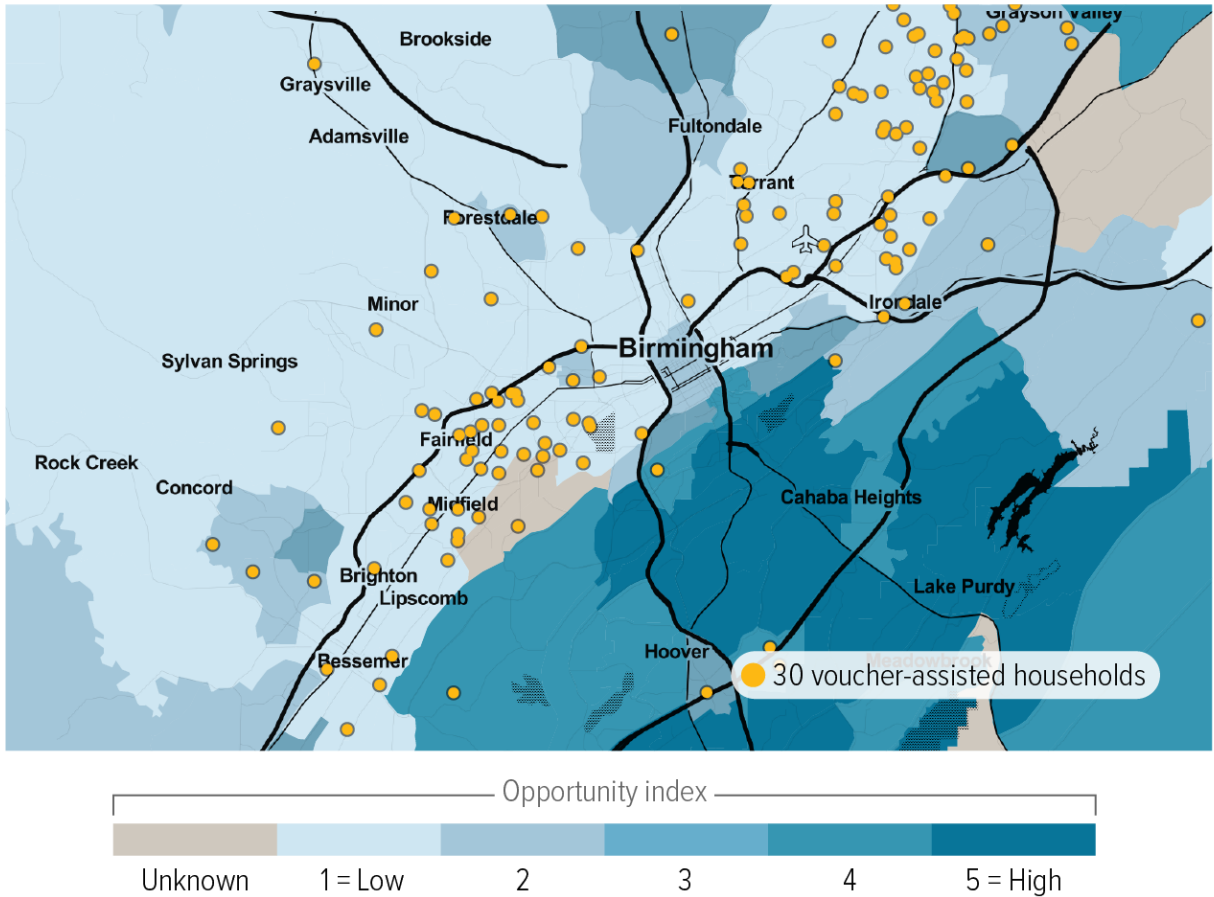 Grayson Valley
Brookside
Graysville
Fultondale
Adamsville
Tarrant
Forestdale
Minor
Irondale
Birmingham
Sylvan Springs
Fairfield
Rock Creek
Concord
Cahaba Heights
Midfield
Brighton
Lake Purdy
Lipscomb
Hoover
Bessemer
Meadowbrook
30 voucher-assisted households
Opportunity index
Unknown 1 = Low 2 3 4 5 = High